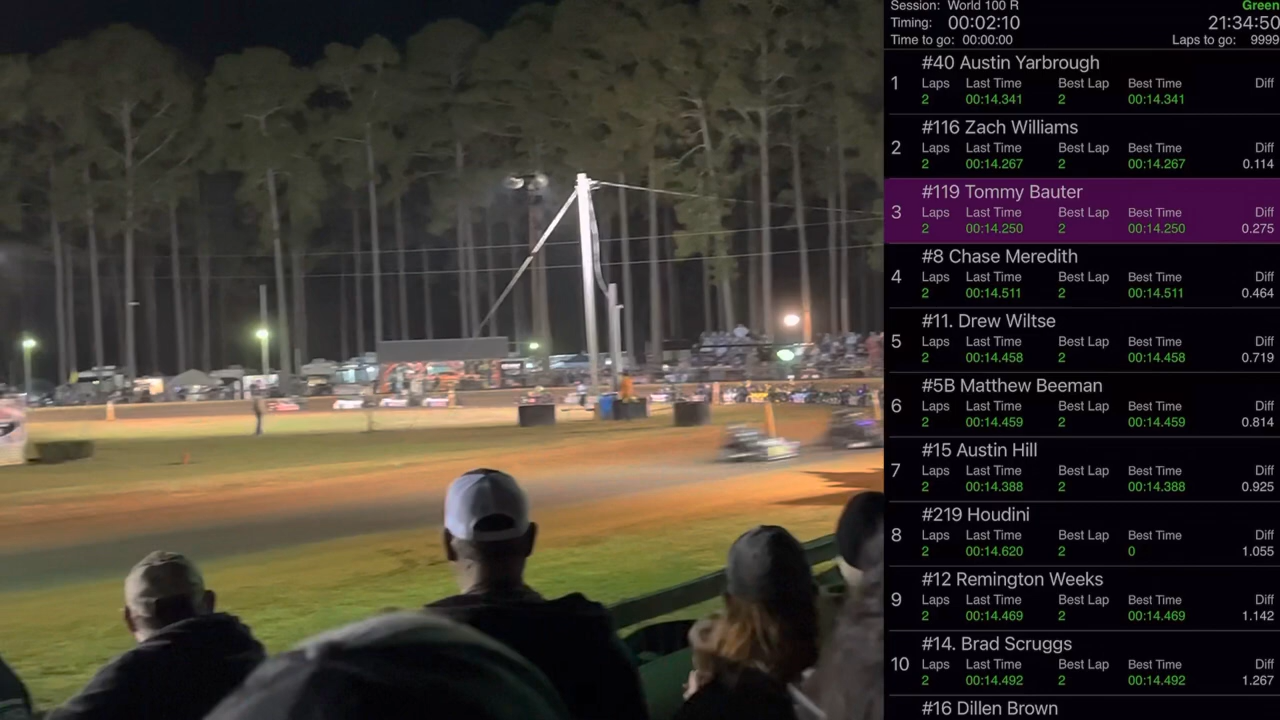 Session: World 100 R Green
Timing: 00:02:10 21:34:50
Time to go: 00:00:00 Laps to go: 9999
#40 Austin Yarbrough
1 Laps Last Time Best Lap Best Time Diff
2 00:14.341 2 00:14.341
#116 Zach Williams
2 Laps Last Time Best Lap Best Time Diff
2 00:14.267 2 00:14.267 0.114
#119 Tommy Bauter
3 Laps Last Time Best Lap Best Time Diff
2 00:14.250 2 00:14.250 0.275
#8 Chase Meredith
4 Laps Last Time Best Lap Best Time Diff
2 00:14.511 2 00:14.511 0.464
#11. Drew Wiltse
5 Laps Last Time Best Lap Best Time Diff
2 00:14.458 2 00:14.458 0.719
#5B Matthew Beeman
6 Laps Last Time Best Lap Best Time Diff
2 00:14.459 2 00:14.459 0.814
#15 Austin Hill
7 Laps Last Time Best Lap Best Time Diff
2 00:14.388 2 00:14.388 0.925
#219 Houdini
8 Laps Last Time Best Lap Best Time Diff
2 00:14.620 2 0 1.055
#12 Remington Weeks
9 Laps Last Time Best Lap Best Time Diff
2 00:14.469 2 00:14.469 1.142
#14. Brad Scruggs
10 Laps Last Time Best Lap Best Time Diff
2 00:14.492 2 00:14.492 1.267
#16 Dillen Brown